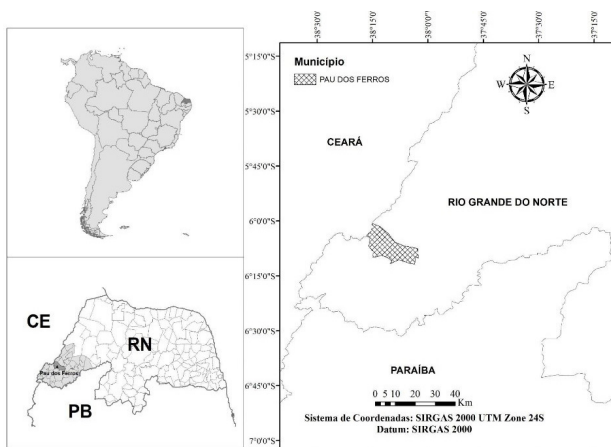 38°30'0"
38°15'0"
38°0'0"
37°45'0"
37°30'0"
37°15'0"
5°15'0"S
5°30'0"S
5°45'0"S
6°0'0"S
6°15'0"S
6°30'0"S
6°45'0"S
7°0'0"S
CE
RN
Pau dos Ferros
PB
Município
PAU DOS FERROS
N
W
E
S
CEARÁ
RIO GRANDE DO NORTE
PARAÍBA
0 5 10 20 30 40
Km
Sistema de Coordenadas: SIRGAS 2000 UTM Zone 24S
Datum: SIRGAS 2000